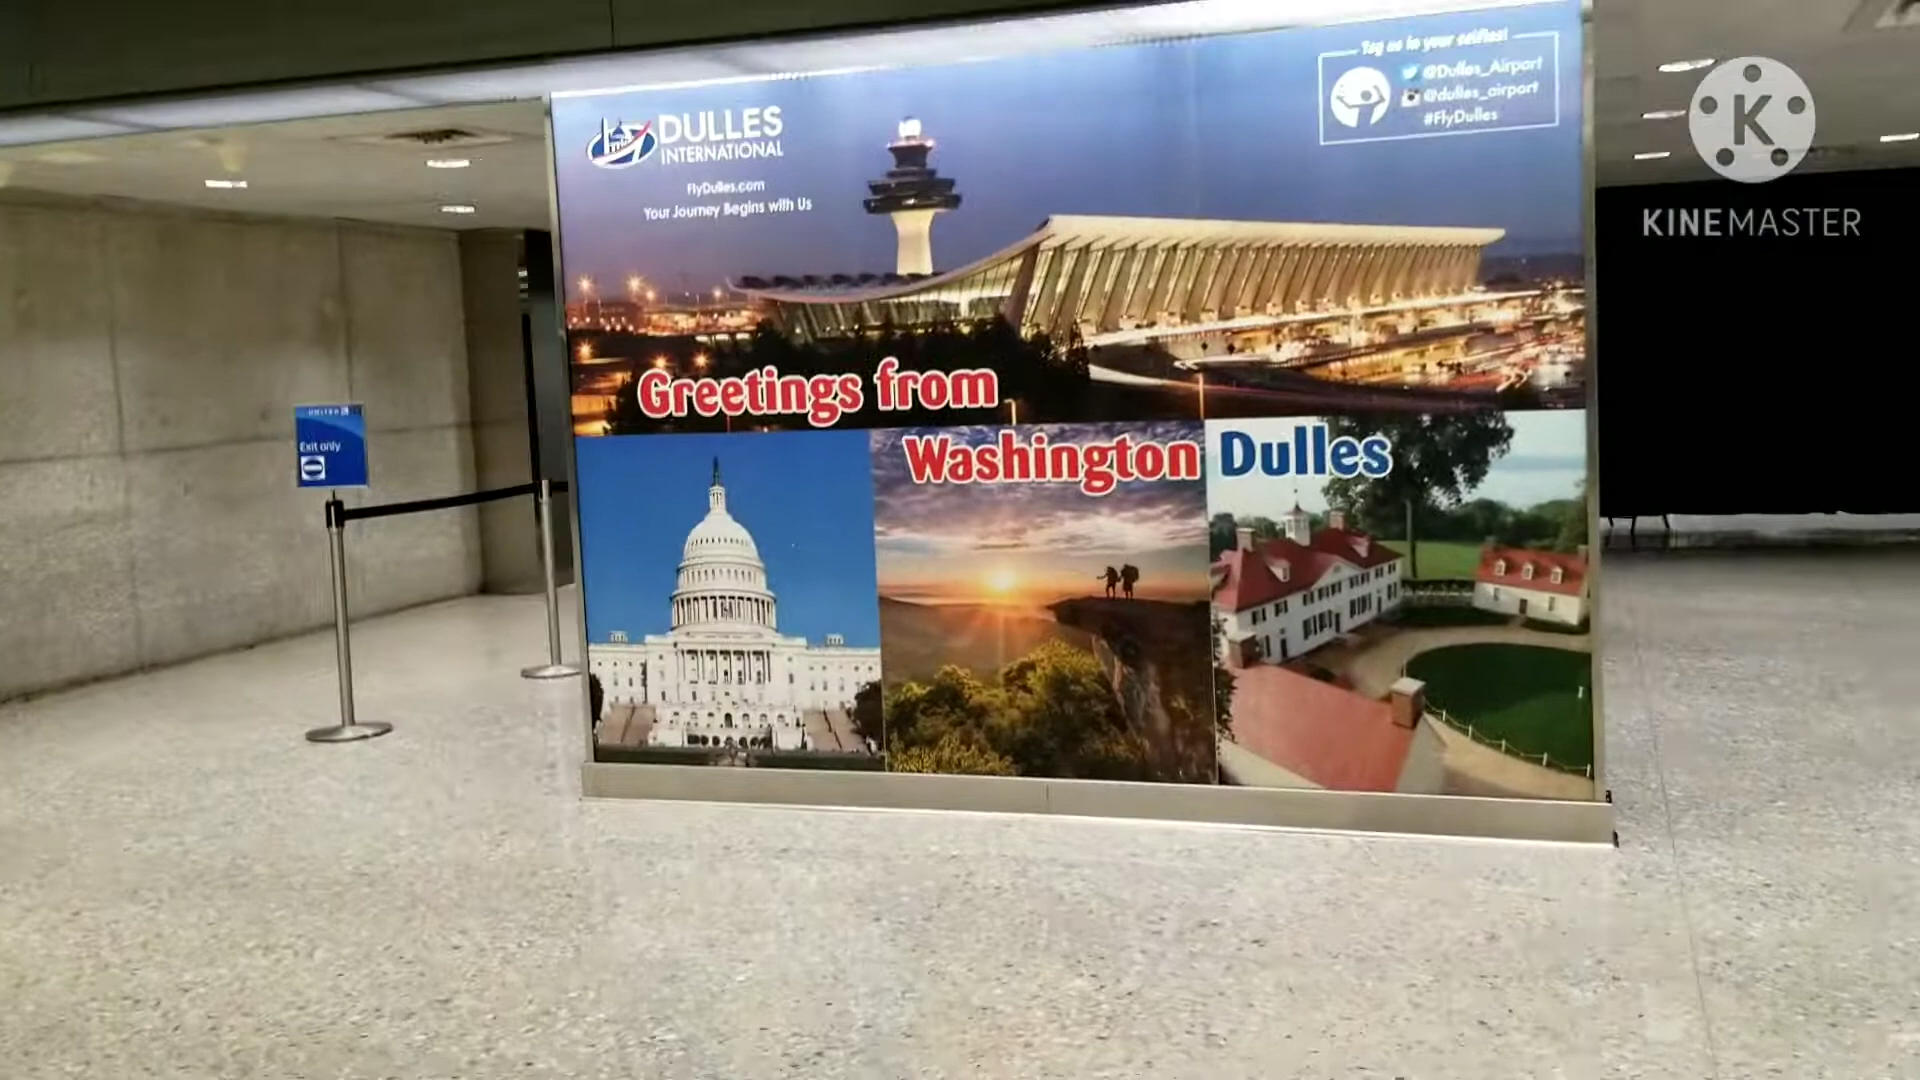 Tag us in your selfies!
@Dulles_Airport
@dulles_airport
#FlyDulles
DULLES
INTERNATIONAL
FlyDulles.com
Your Journey Begins with Us
K
KINEMASTER
Greetings from
Washington Dulles
UNITED
Exit only